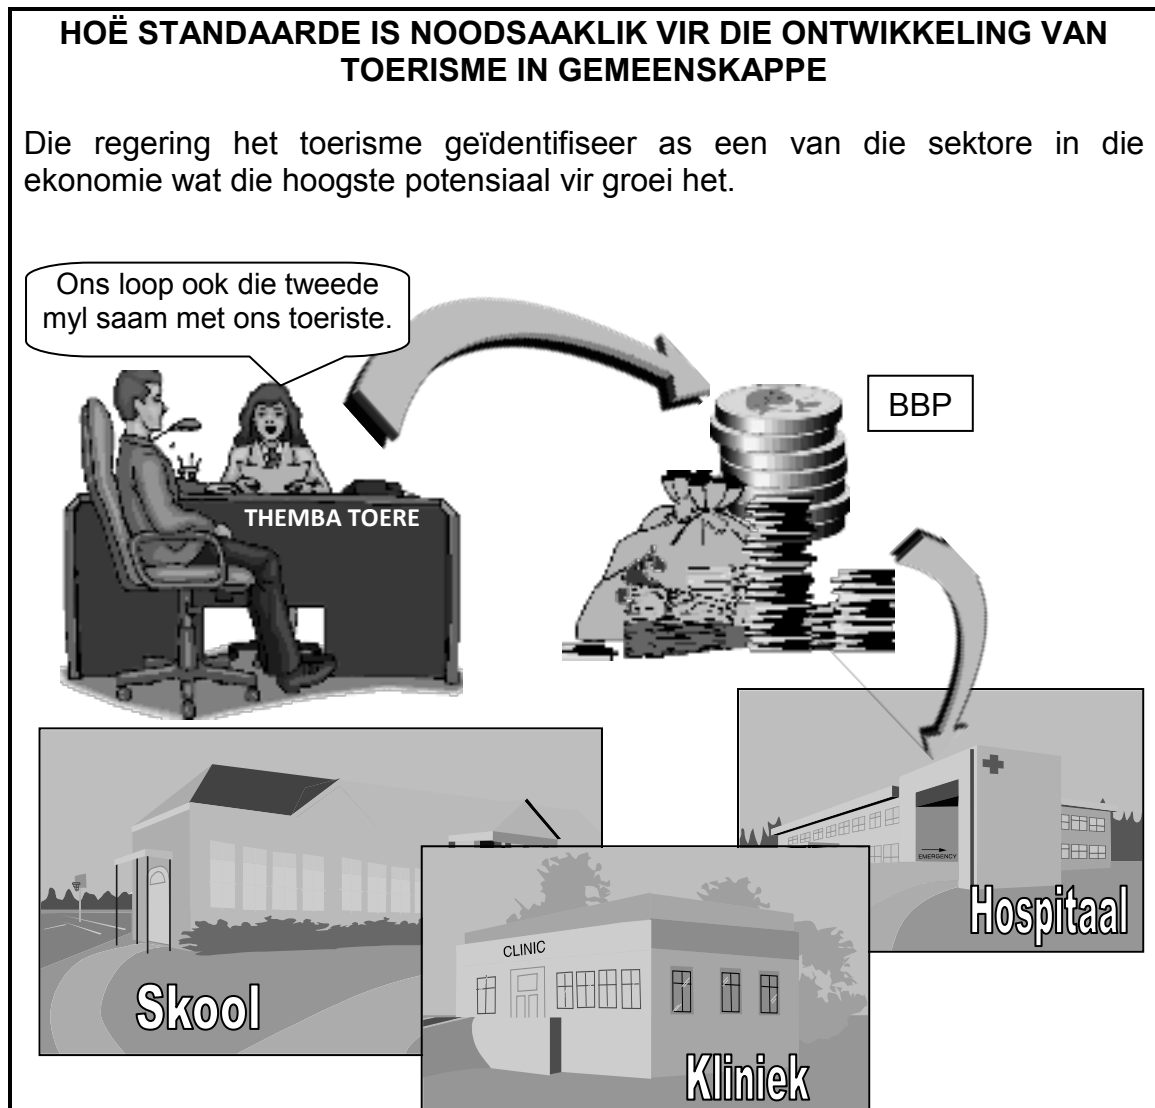 HOË STANDAARDE IS NOODSAAKLIK VIR DIE ONTWIKKELING VAN
TOERISME IN GEMEENSKAPPE
Die regering het toerisme geïdentifiseer as een van die sektore in die
ekonomie wat die hoogste potensiaal vir groei het.
Ons loop ook die tweede
myl saam met ons toeriste.
BBP
THEMBA TOERE
EMERGENCY
Hospitaal
CLINIC
Skool
Kliniek